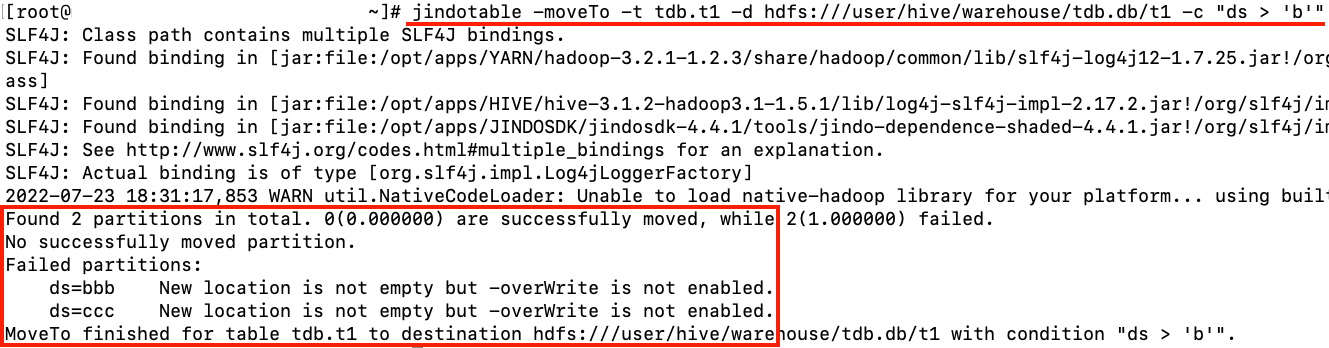 [root@ ~]# jindotable -moveTo -t tdb.t1 -d hdfs:///user/hive/warehouse/tdb.db/t1 -c "ds > 'b'"
SLF4J: Class path contains multiple SLF4J bindings.
SLF4J: Found binding in [jar:file:/opt/apps/YARN/hadoop-3.2.1-1.2.3/share/hadoop/common/lib/slf4j-log4j12-1.7.25.jar!/org
ass]
SLF4J: Found binding in [jar:file:/opt/apps/HIVE/hive-3.1.2-hadoop3.1-1.5.1/lib/log4j-slf4j-impl-2.17.2.jar!/org/slf4j/im
SLF4J: Found binding in [jar:file:/opt/apps/JINDOSDK/jindosdk-4.4.1/tools/jindo-dependence-shaded-4.4.1.jar!/org/slf4j/im
SLF4J: See http://www.slf4j.org/codes.html#multiple_bindings for an explanation.
SLF4J: Actual binding is of type [org.slf4j.impl.Log4jLoggerFactory]
2022-07-23 18:31:17,853 WARN util.NativeCodeLoader: Unable to load native-hadoop library for your platform... using built
Found 2 partitions in total. 0(0.000000) are successfully moved, while 2(1.000000) failed.
No successfully moved partition.
Failed partitions:
ds=bbb New location is not empty but -overWrite is not enabled.
ds=ccc New location is not empty but -overWrite is not enabled.
MoveTo finished for table tdb.t1 to destination hdfs:///user/hive/warehouse/tdb.db/t1 with condition "ds > 'b'".